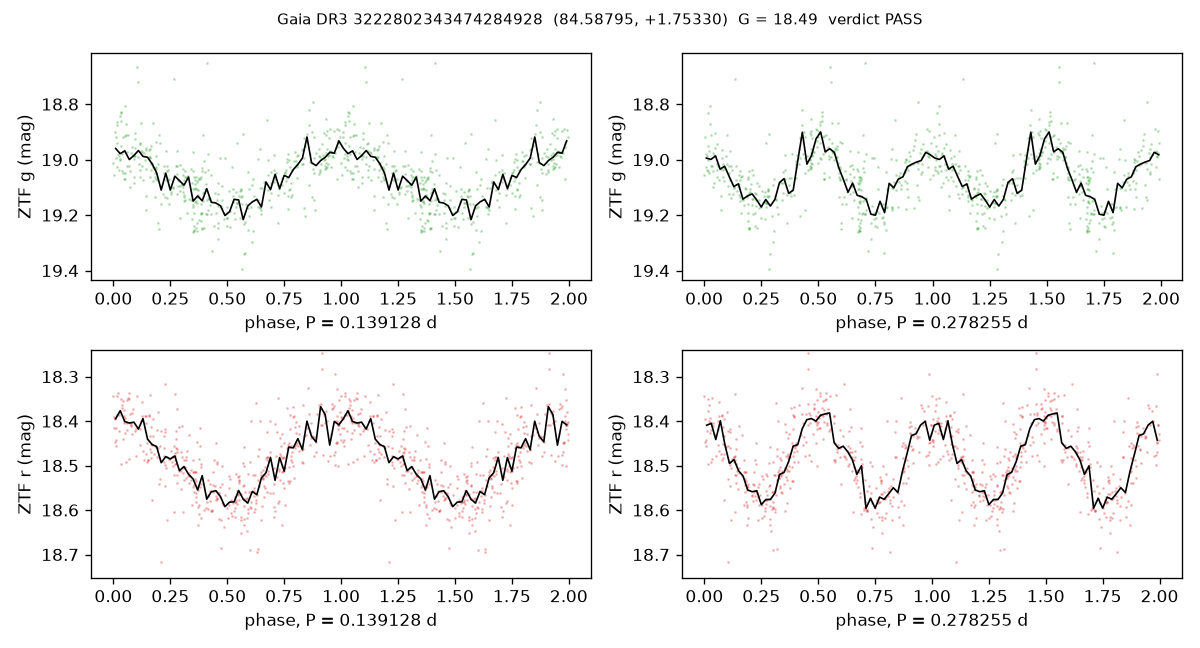 Gaia DR3 3222802343474284928 (84.58795, +1.75330) G = 18.49 verdict PASS
ZTF g (mag)
18.8
19.0
19.2
19.4
0.00 0.25 0.50 0.75 1.00 1.25 1.50 1.75 2.00
phase, P = 0.139128 d
ZTF g (mag)
18.8
19.0
19.2
19.4
0.00 0.25 0.50 0.75 1.00 1.25 1.50 1.75 2.00
phase, P = 0.278255 d
ZTF r (mag)
18.3
18.4
18.5
18.6
18.7
0.00 0.25 0.50 0.75 1.00 1.25 1.50 1.75 2.00
phase, P = 0.139128 d
ZTF r (mag)
18.3
18.4
18.5
18.6
18.7
0.00 0.25 0.50 0.75 1.00 1.25 1.50 1.75 2.00
phase, P = 0.278255 d